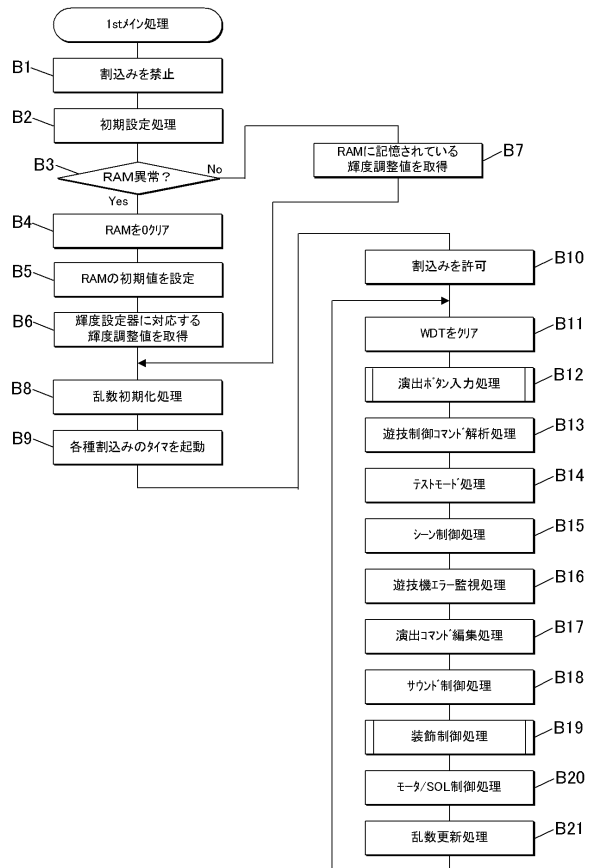 1stﾒｲﾝ処理
B1
割込みを禁止
B2
初期設定処理
B3
RAM異常？
No
Yes
RAMに記憶されている
輝度調整値を取得
B7
B4
RAMを0ｸﾘｱ
B5
RAMの初期値を設定
B6
輝度設定器に対応する
輝度調整値を取得
B8
乱数初期化処理
B9
各種割込みのﾀｲﾏを起動
割込みを許可
B10
WDTをｸﾘｱ
B11
演出ﾎﾞﾀﾝ入力処理
B12
遊技制御ｺﾏﾝﾄﾞ解析処理
B13
ﾃｽﾄﾓｰﾄﾞ処理
B14
ｼｰﾝ制御処理
B15
遊技機ｴﾗｰ監視処理
B16
演出ｺﾏﾝﾄﾞ編集処理
B17
ｻｳﾝﾄﾞ制御処理
B18
装飾制御処理
B19
ﾓｰﾀ/SOL制御処理
B20
乱数更新処理
B21